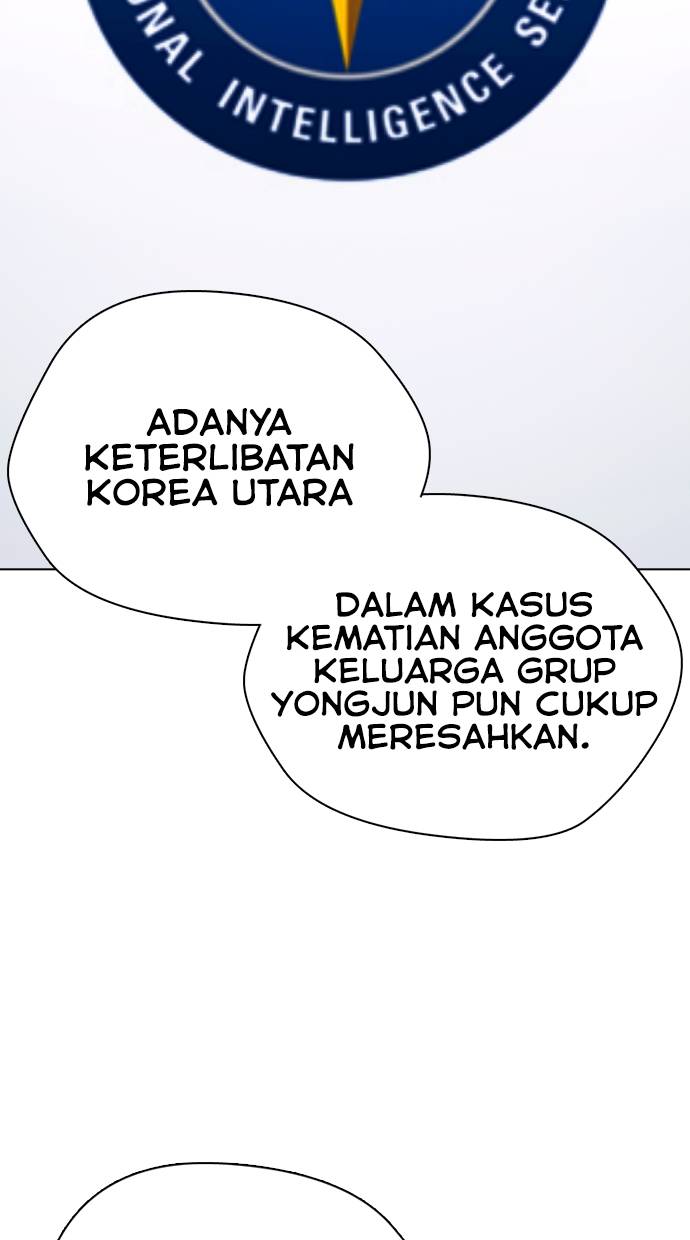 INTELLIGENCE
ADANYA
KETERLIBATAN
KOREA UTARA
DALAM KASUS
KEMATIAN ANGGOTA
KELUARGA GRUP
YONGJUN PUN CUKUP
MERESAHKAN.